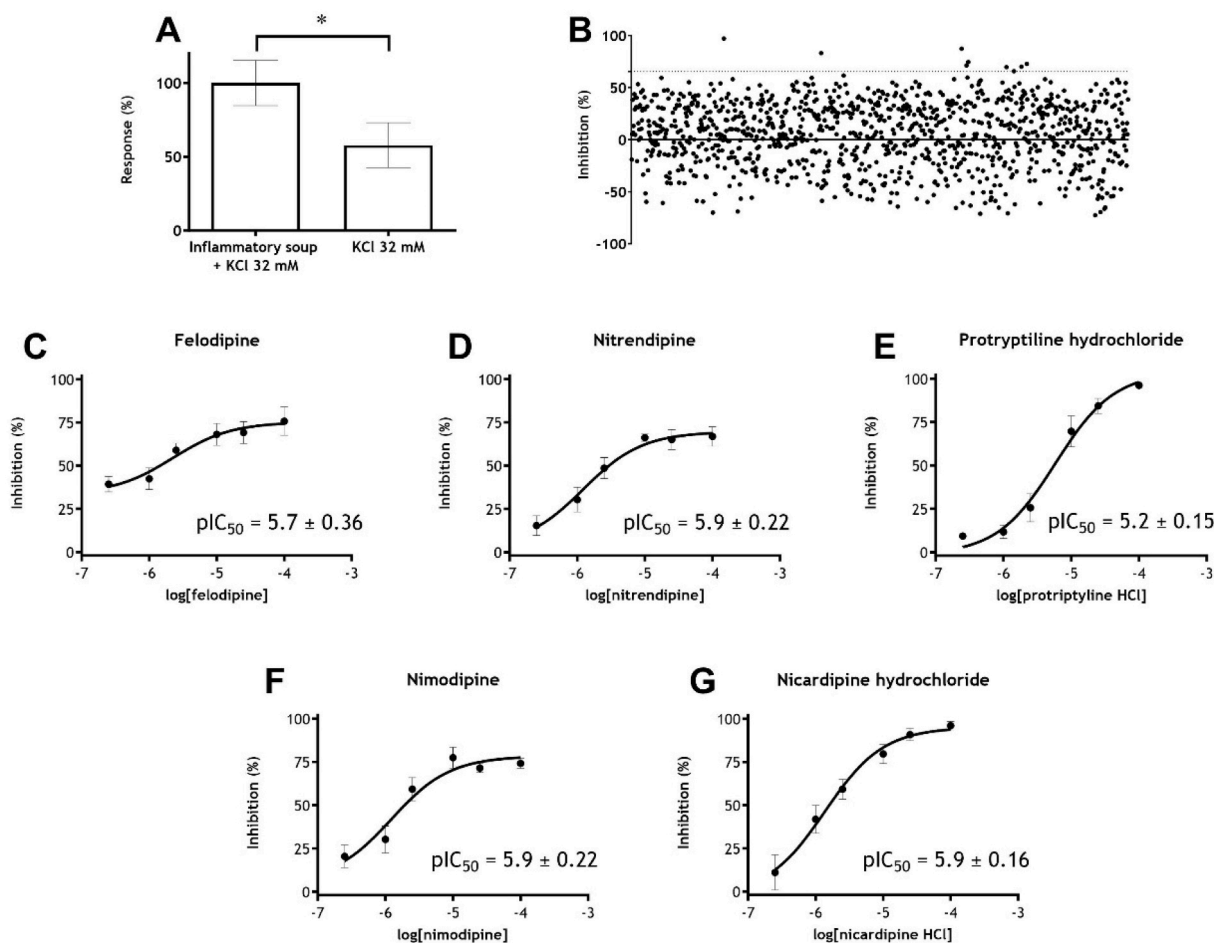 A
*
Response (%)
100
50
0
Inflammatory soup
+ KCl 32 mM
KCl 32 mM
B
Inhibition (%)
100
50
0
-50
-100
C
Felodipine
Inhibition (%)
100
75
50
25
0
pIC50 = 5.7 ± 0.36
-7 -6 -5 -4 -3
log[felodipine]
D
Nitrendipine
Inhibition (%)
100
75
50
25
0
pIC50 = 5.9 ± 0.22
-7 -6 -5 -4 -3
log[nitrendipine]
E
Protryptiline hydrochloride
Inhibition (%)
100
75
50
25
0
pIC50 = 5.2 ± 0.15
-7 -6 -5 -4 -3
log[protriptyline HCl]
F
Nimodipine
Inhibition (%)
100
75
50
25
0
pIC50 = 5.9 ± 0.22
-7 -6 -5 -4 -3
log[nimodipine]
G
Nicardipine hydrochloride
Inhibition (%)
100
75
50
25
0
pIC50 = 5.9 ± 0.16
-7 -6 -5 -4 -3
log[nicardipine HCl]